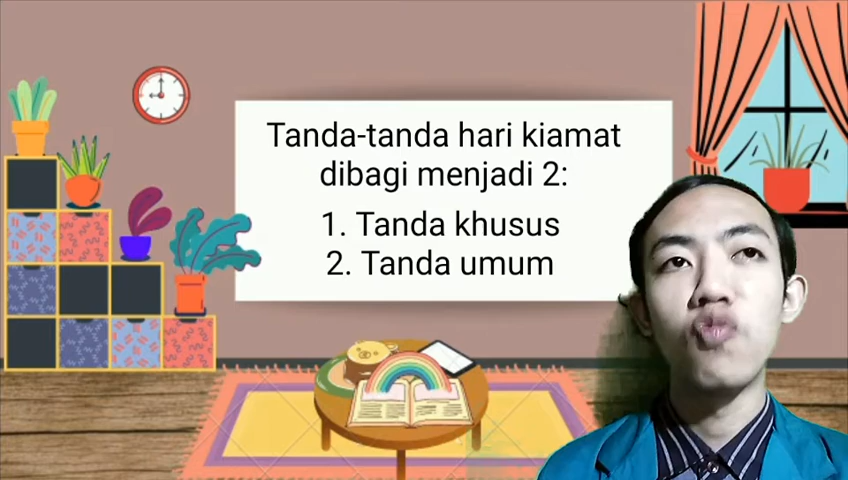 Tanda-tanda hari kiamat
dibagi menjadi 2:
1. Tanda khusus
2. Tanda umum